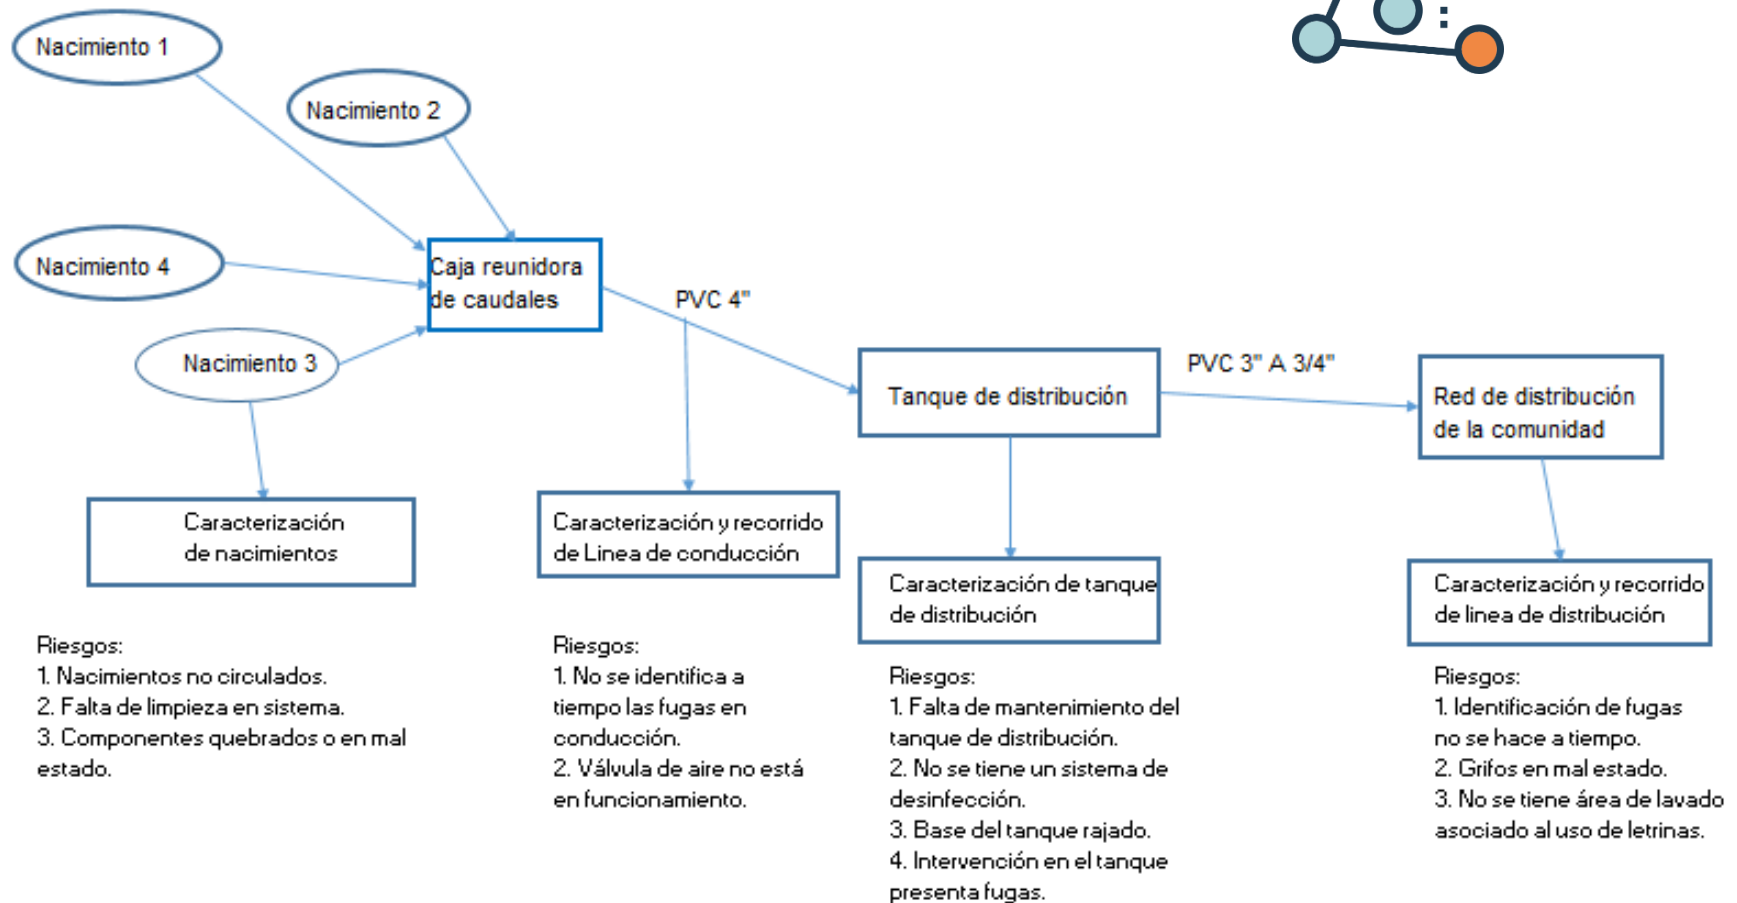 Nacimiento 1
Nacimiento 2
Nacimiento 4
Caja reunidora
de caudales
PVC 4"
Nacimiento 3
Tanque de distribución
PVC 3" A 3/4"
Red de distribución
de la comunidad
Caracterización
de nacimientos
Riesgos:
1. Nacimientos no circulados.
2. Falta de limpieza en sistema.
3. Componentes quebrados o en mal
estado.
Caracterización y recorrido
de Linea de conducción
Riesgos:
1. No se identifica a
tiempo las fugas en
conducción.
2. Válvula de aire no está
en funcionamiento.
Caracterización de tanque
de distribución
Riesgos:
1. Falta de mantenimiento del
tanque de distribución.
2. No se tiene un sistema de
desinfección.
3. Base del tanque rajado.
4. Intervención en el tanque
presenta fugas.
Caracterización y recorrido
de linea de distribución
Riesgos:
1. Identificación de fugas
no se hace a tiempo.
2. Grifos en mal estado.
3. No se tiene área de lavado
asociado al uso de letrinas.